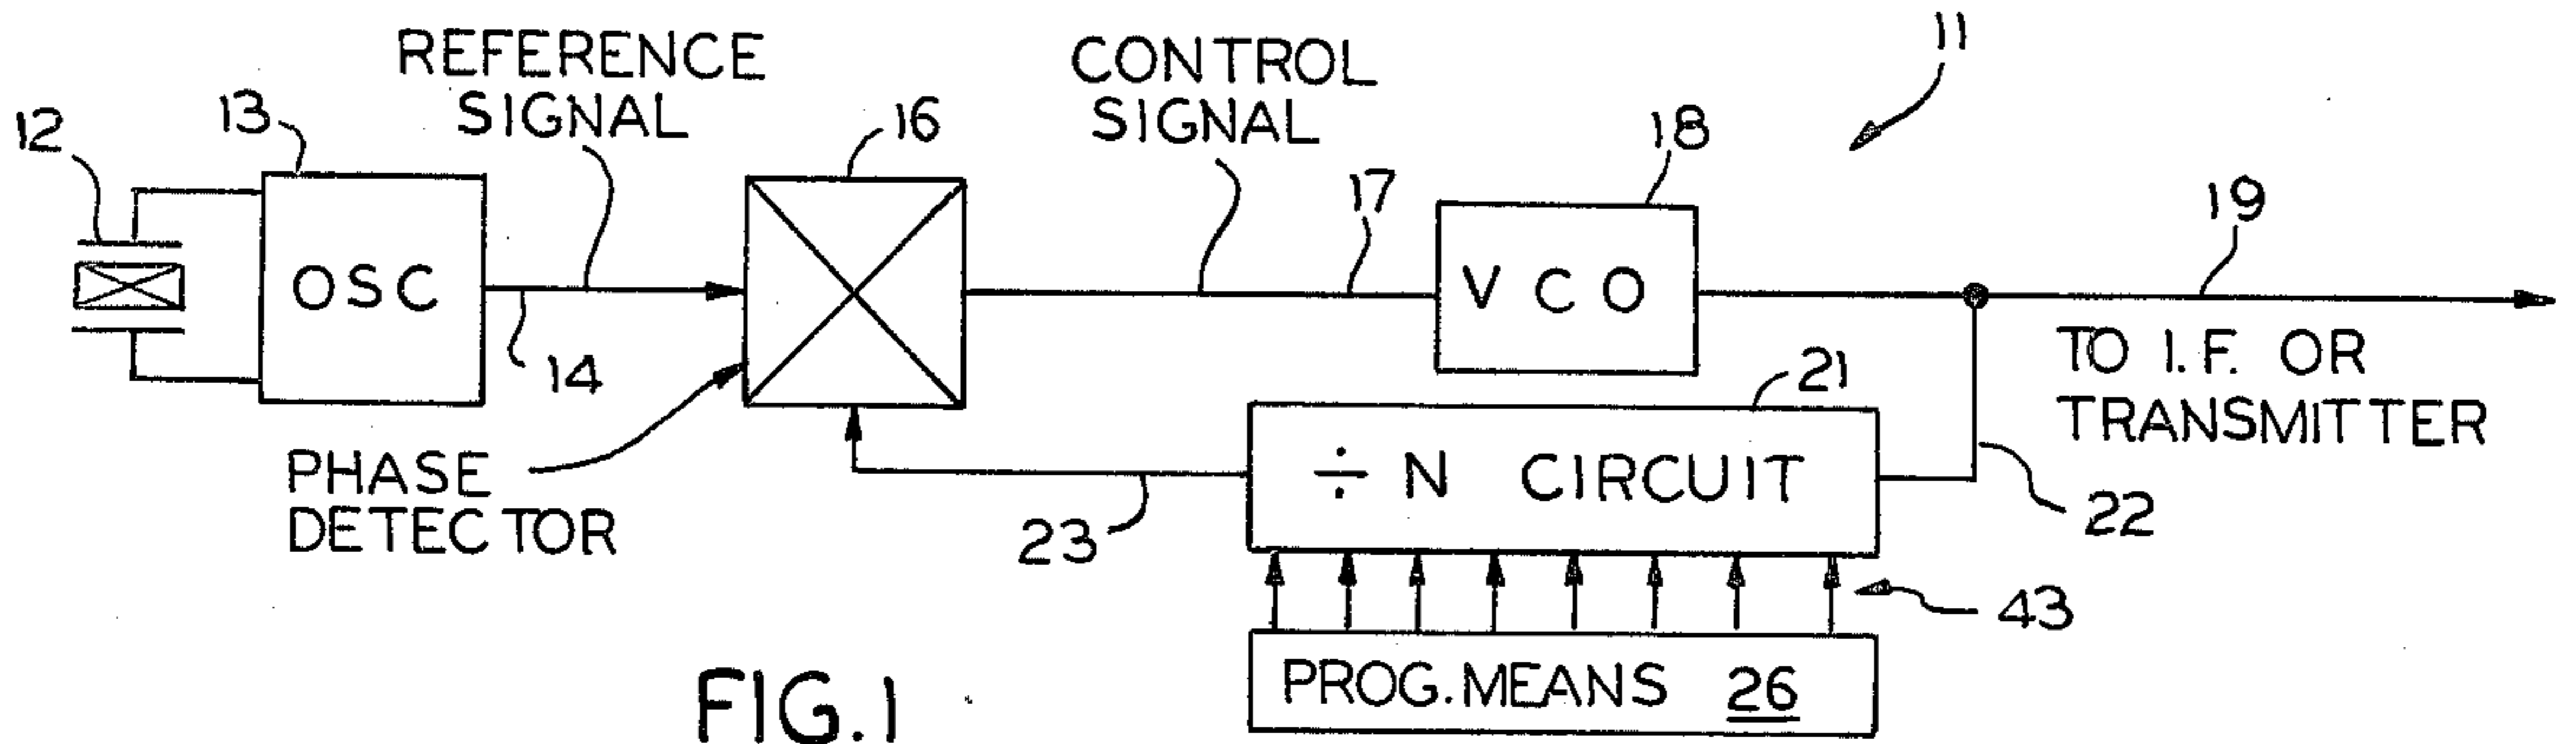 11
REFERENCE
SIGNAL
CONTROL
SIGNAL
12
13
16
18
17
19
OSC
VCO
14
TO I.F. OR
TRANSMITTER
21
PHASE
DETECTOR
÷ N CIRCUIT
23
22
43
PROG. MEANS 26
FIG. 1